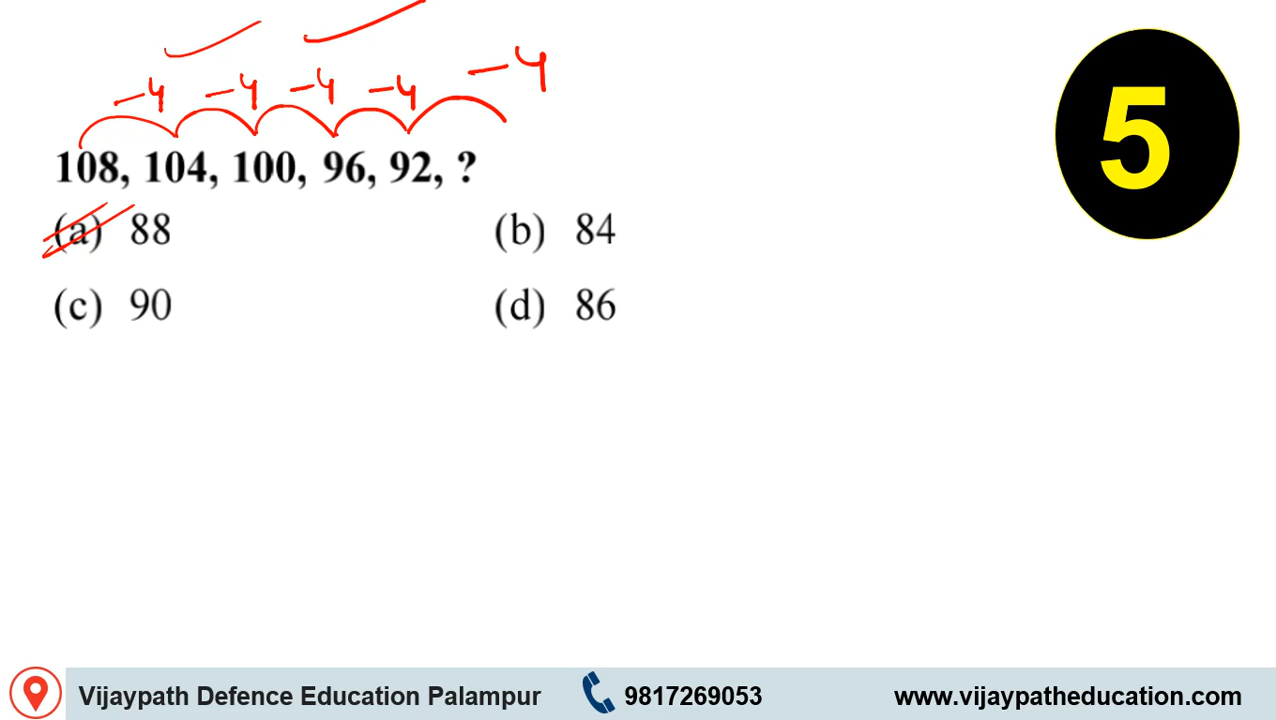 -4 -4 -4 -4 -4
108, 104, 100, 96, 92, ?
(a) 88 (b) 84
(c) 90 (d) 86
5
Vijaypath Defence Education Palampur 9817269053 www.vijaypatheducation.com